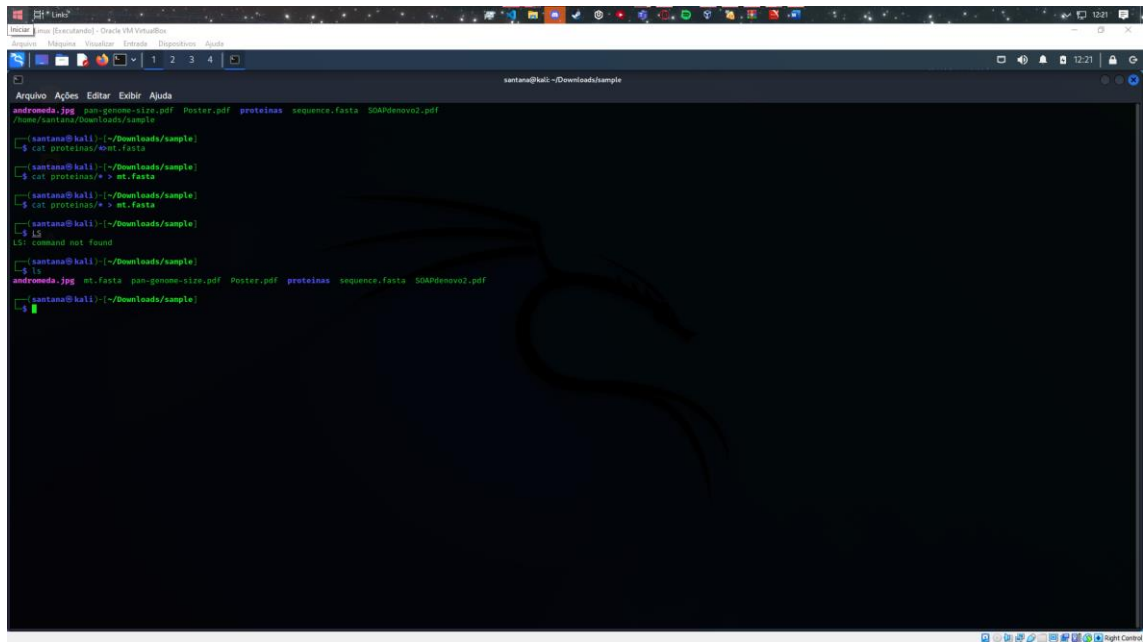 Links
12:21
Iniciar Linux [Executando] - Oracle VM VirtualBox
Arquivo Máquina Visualizar Entrada Dispositivos Ajuda
1 2 3 4
12:21
santana@kali: ~/Downloads/sample
Arquivo Ações Editar Exibir Ajuda
andromeda.jpg pan-genome-size.pdf Poster.pdf proteinas sequence.fasta SOAPdenovo2.pdf
/home/santana/Downloads/sample
(santana㉿kali)-[~/Downloads/sample]
$ cat proteinas/*>mt.fasta
(santana㉿kali)-[~/Downloads/sample]
$ cat proteinas/* > mt.fasta
(santana㉿kali)-[~/Downloads/sample]
$ cat proteinas/* > mt.fasta
(santana㉿kali)-[~/Downloads/sample]
$ LS
LS: command not found
(santana㉿kali)-[~/Downloads/sample]
$ ls
andromeda.jpg mt.fasta pan-genome-size.pdf Poster.pdf proteinas sequence.fasta SOAPdenovo2.pdf
(santana㉿kali)-[~/Downloads/sample]
$
Right Control